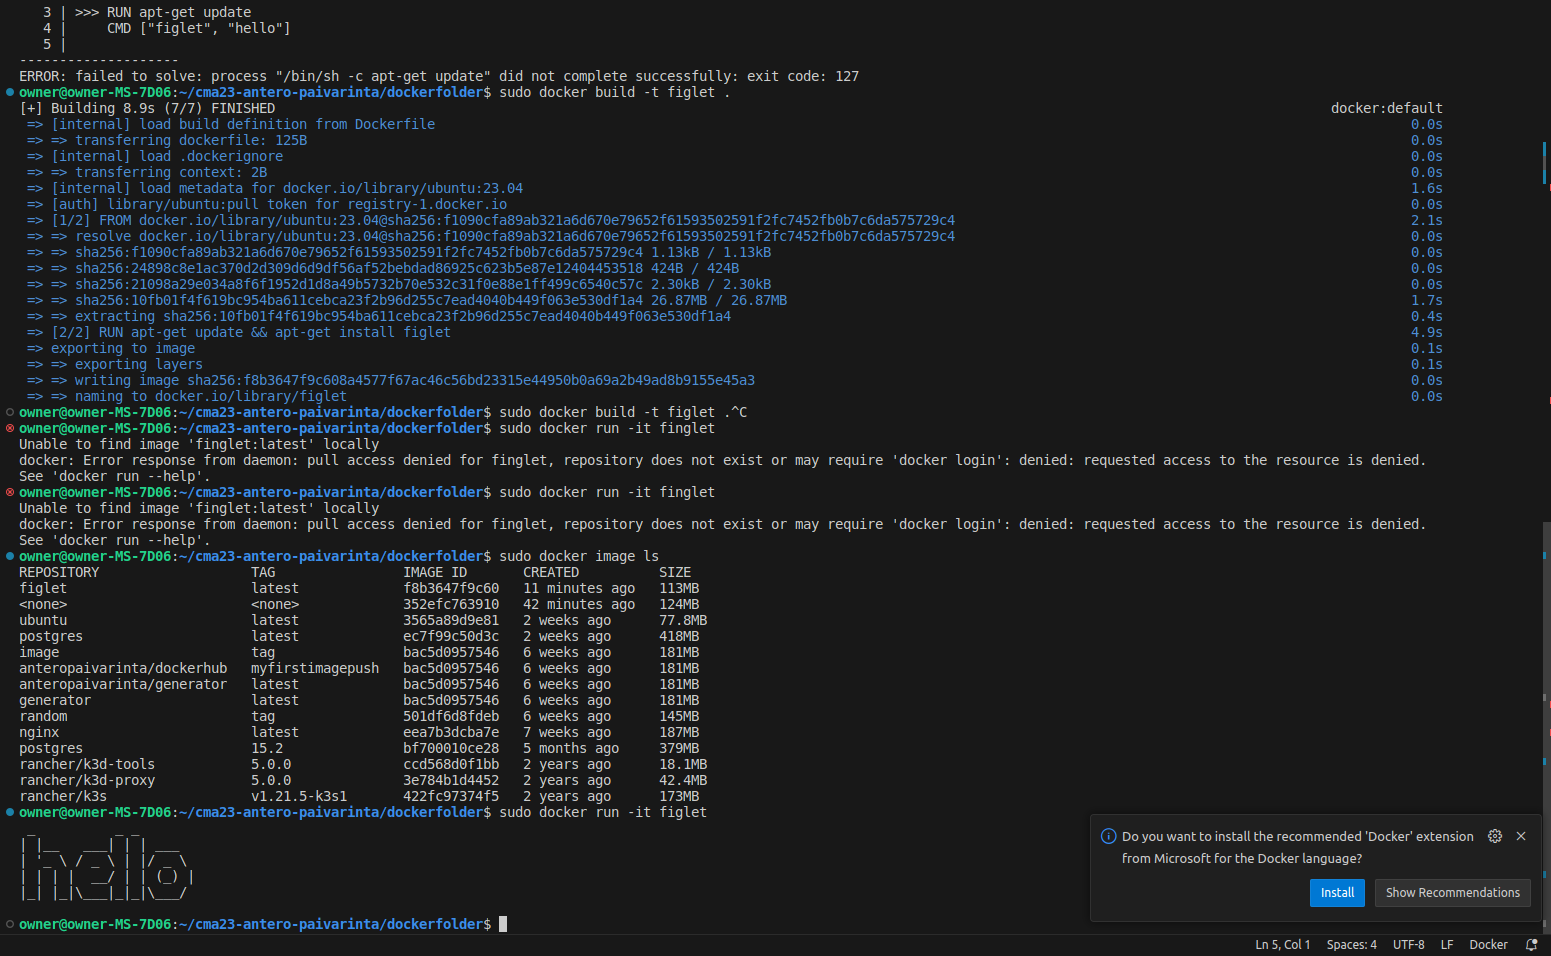 3 | >>> RUN apt-get update
4 |     CMD ["figlet", "hello"]
5 |
--------------------
ERROR: failed to solve: process "/bin/sh -c apt-get update" did not complete successfully: exit code: 127
owner@owner-MS-7D06:~/cma23-antero-paivarinta/dockerfolder$ sudo docker build -t figlet .
[+] Building 8.9s (7/7) FINISHED docker:default
=> [internal] load build definition from Dockerfile 0.0s
=> => transferring dockerfile: 125B 0.0s
=> [internal] load .dockerignore 0.0s
=> => transferring context: 2B 0.0s
=> [internal] load metadata for docker.io/library/ubuntu:23.04 1.6s
=> [auth] library/ubuntu:pull token for registry-1.docker.io 0.0s
=> [1/2] FROM docker.io/library/ubuntu:23.04@sha256:f1090cfa89ab321a6d670e79652f61593502591f2fc7452fb0b7c6da575729c4 2.1s
=> => resolve docker.io/library/ubuntu:23.04@sha256:f1090cfa89ab321a6d670e79652f61593502591f2fc7452fb0b7c6da575729c4 0.0s
=> => sha256:f1090cfa89ab321a6d670e79652f61593502591f2fc7452fb0b7c6da575729c4 1.13kB / 1.13kB 0.0s
=> => sha256:24898c8e1ac370d2d309d6d9df56af52bebdad86925c623b5e87e12404453518 424B / 424B 0.0s
=> => sha256:21098a29e034a8f6f1952d1d8a49b5732b70e532c31f0e88e1ff499c6540c57c 2.30kB / 2.30kB 0.0s
=> => sha256:10fb01f4f619bc954ba611cebca23f2b96d255c7ead4040b449f063e530df1a4 26.87MB / 26.87MB 1.7s
=> => extracting sha256:10fb01f4f619bc954ba611cebca23f2b96d255c7ead4040b449f063e530df1a4 0.4s
=> [2/2] RUN apt-get update && apt-get install figlet 4.9s
=> exporting to image 0.1s
=> => exporting layers 0.1s
=> => writing image sha256:f8b3647f9c608a4577f67ac46c56bd23315e44950b0a69a2b49ad8b9155e45a3 0.0s
=> => naming to docker.io/library/figlet 0.0s
owner@owner-MS-7D06:~/cma23-antero-paivarinta/dockerfolder$ sudo docker build -t figlet .^C
owner@owner-MS-7D06:~/cma23-antero-paivarinta/dockerfolder$ sudo docker run -it finglet
Unable to find image 'finglet:latest' locally
docker: Error response from daemon: pull access denied for finglet, repository does not exist or may require 'docker login': denied: requested access to the resource is denied.
See 'docker run --help'.
owner@owner-MS-7D06:~/cma23-antero-paivarinta/dockerfolder$ sudo docker run -it finglet
Unable to find image 'finglet:latest' locally
docker: Error response from daemon: pull access denied for finglet, repository does not exist or may require 'docker login': denied: requested access to the resource is denied.
See 'docker run --help'.
owner@owner-MS-7D06:~/cma23-antero-paivarinta/dockerfolder$ sudo docker image ls
REPOSITORY TAG IMAGE ID CREATED SIZE
figlet latest f8b3647f9c60 11 minutes ago 113MB
<none> <none> 352efc763910 42 minutes ago 124MB
ubuntu latest 3565a89d9e81 2 weeks ago 77.8MB
postgres latest ec7f99c50d3c 2 weeks ago 418MB
image tag bac5d0957546 6 weeks ago 181MB
anteropaivarinta/dockerhub myfirstimagepush bac5d0957546 6 weeks ago 181MB
anteropaivarinta/generator latest bac5d0957546 6 weeks ago 181MB
generator latest bac5d0957546 6 weeks ago 181MB
random tag 501df6d8fdeb 6 weeks ago 145MB
nginx latest eea7b3dcba7e 7 weeks ago 187MB
postgres 15.2 bf700010ce28 5 months ago 379MB
rancher/k3d-tools 5.0.0 ccd568d0f1bb 2 years ago 18.1MB
rancher/k3d-proxy 5.0.0 3e784b1d4452 2 years ago 42.4MB
rancher/k3s v1.21.5-k3s1 422fc97374f5 2 years ago 173MB
owner@owner-MS-7D06:~/cma23-antero-paivarinta/dockerfolder$ sudo docker run -it figlet
hello
owner@owner-MS-7D06:~/cma23-antero-paivarinta/dockerfolder$
Do you want to install the recommended 'Docker' extension
from Microsoft for the Docker language?
Install Show Recommendations
Ln 5, Col 1 Spaces: 4 UTF-8 LF Docker